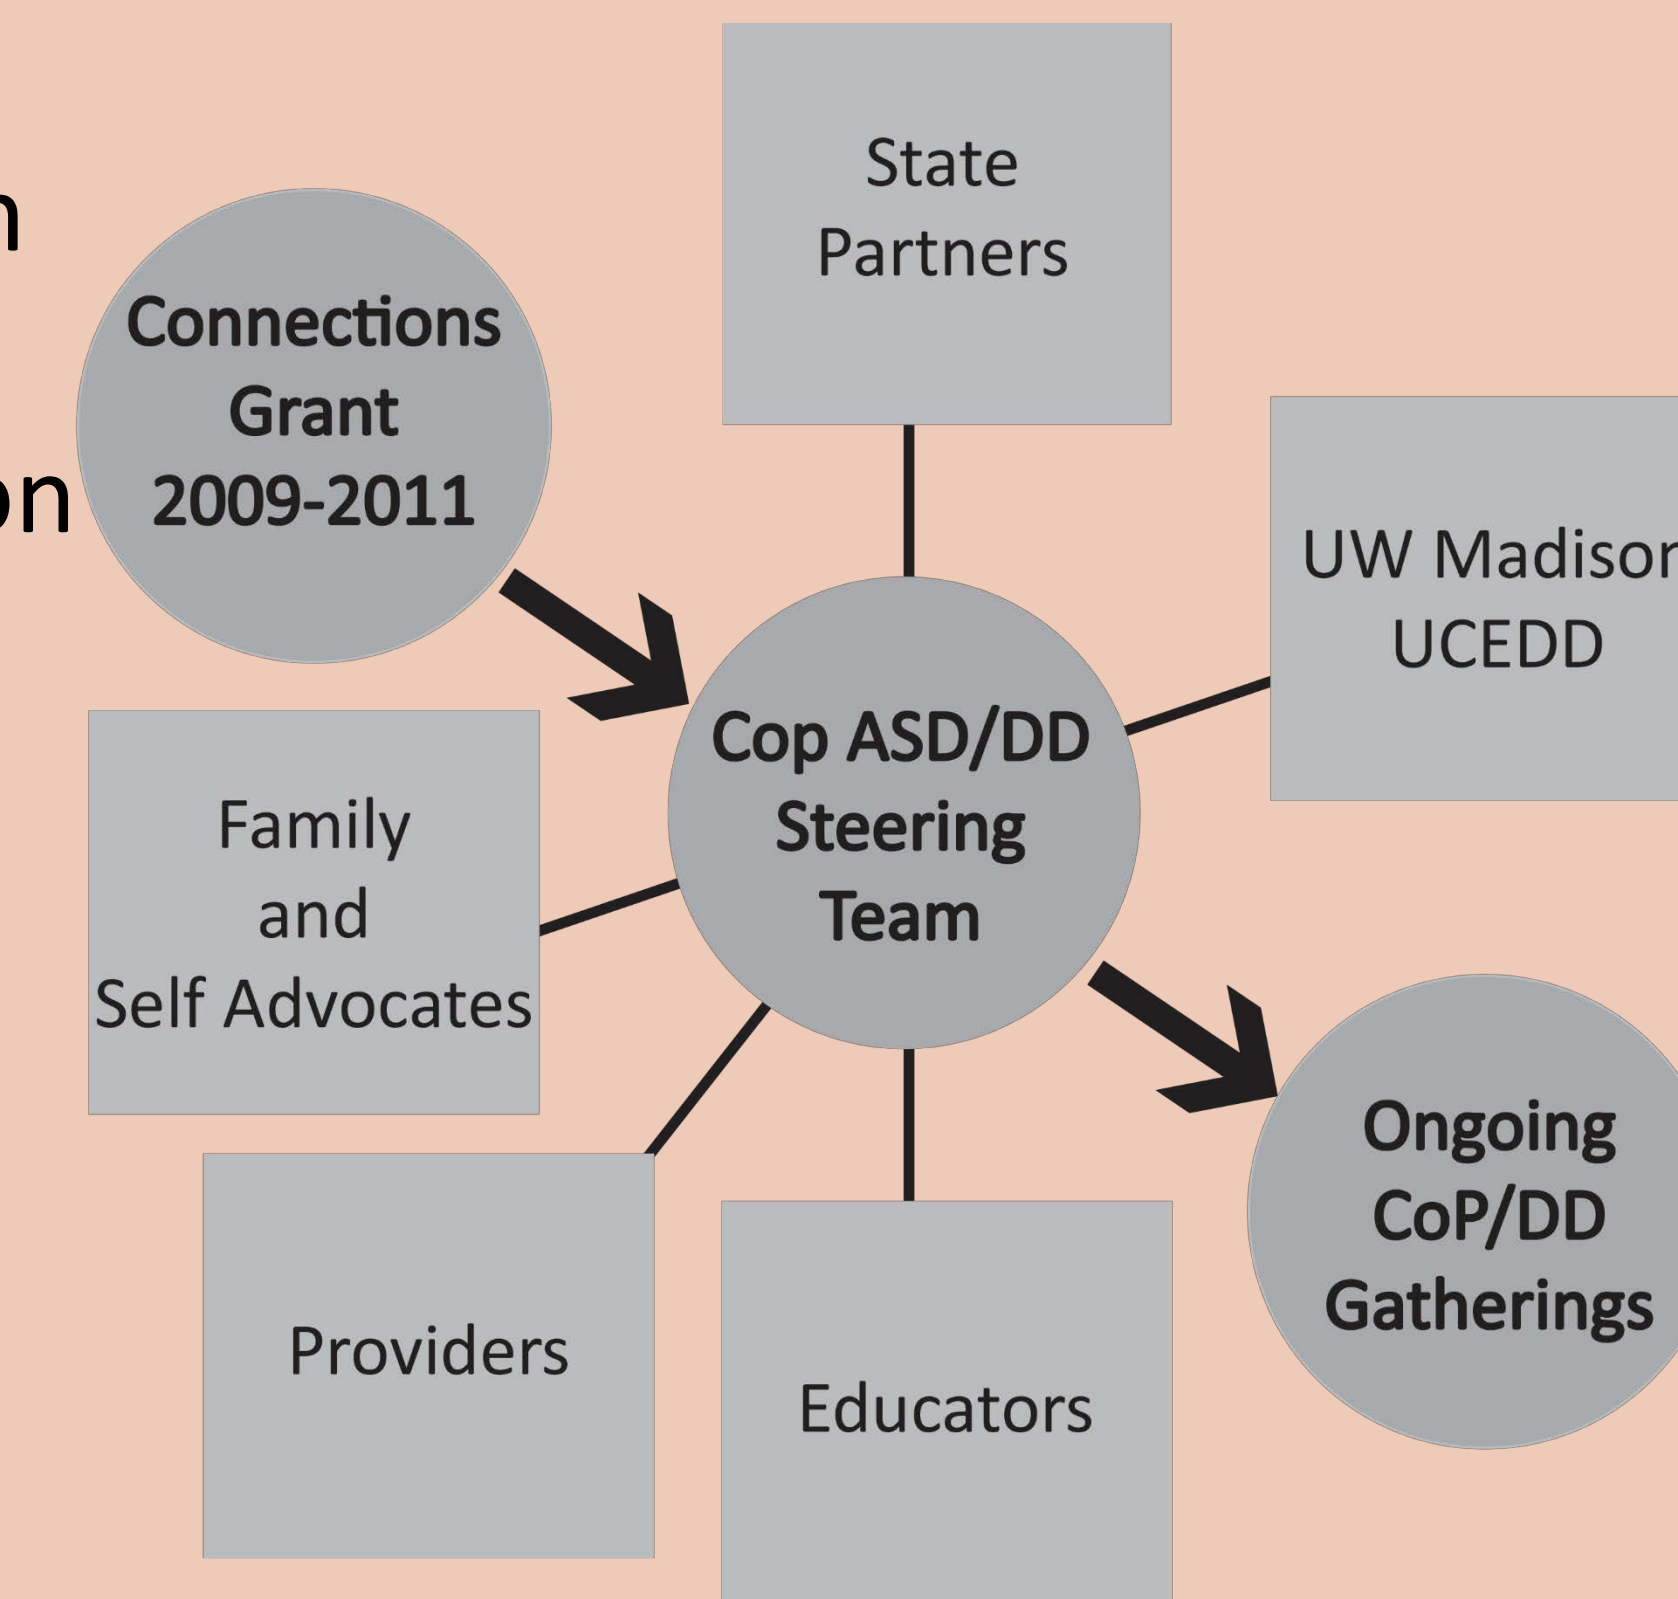 State
Partners
Connections
Grant
2009-2011
UW Madison
UCEDD
Cop ASD/DD
Steering
Team
Family
and
Self Advocates
Ongoing
CoP/DD
Gatherings
Providers
Educators